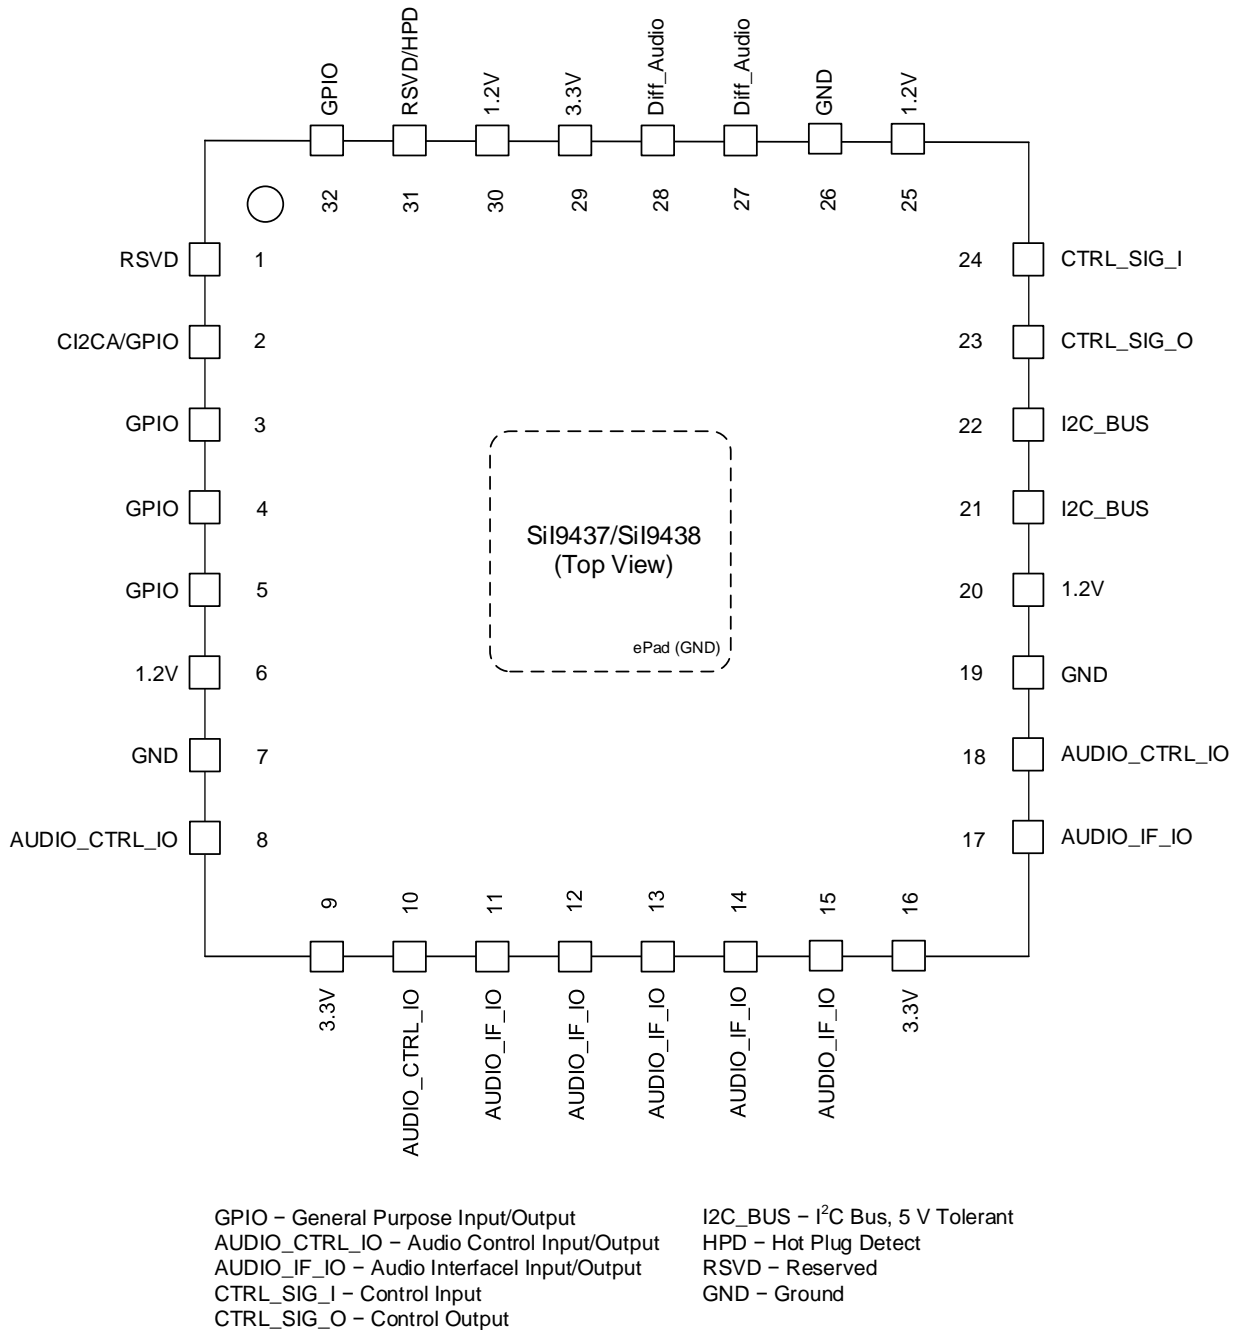 GPIO
RSVD/HPD
1.2V
3.3V
Diff_Audio
Diff_Audio
GND
1.2V
32
31
30
29
28
27
26
25
RSVD 1
CI2CA/GPIO 2
GPIO 3
GPIO 4
GPIO 5
1.2V 6
GND 7
AUDIO_CTRL_IO 8
24 CTRL_SIG_I
23 CTRL_SIG_O
22 I2C_BUS
21 I2C_BUS
20 1.2V
19 GND
18 AUDIO_CTRL_IO
17 AUDIO_IF_IO
SiI9437/SiI9438
(Top View)
ePad (GND)
9
10
11
12
13
14
15
16
3.3V
AUDIO_CTRL_IO
AUDIO_IF_IO
AUDIO_IF_IO
AUDIO_IF_IO
AUDIO_IF_IO
AUDIO_IF_IO
3.3V
GPIO – General Purpose Input/Output
AUDIO_CTRL_IO – Audio Control Input/Output
AUDIO_IF_IO – Audio Interfacel Input/Output
CTRL_SIG_I – Control Input
CTRL_SIG_O – Control Output
I2C_BUS – I²C Bus, 5 V Tolerant
HPD – Hot Plug Detect
RSVD – Reserved
GND – Ground